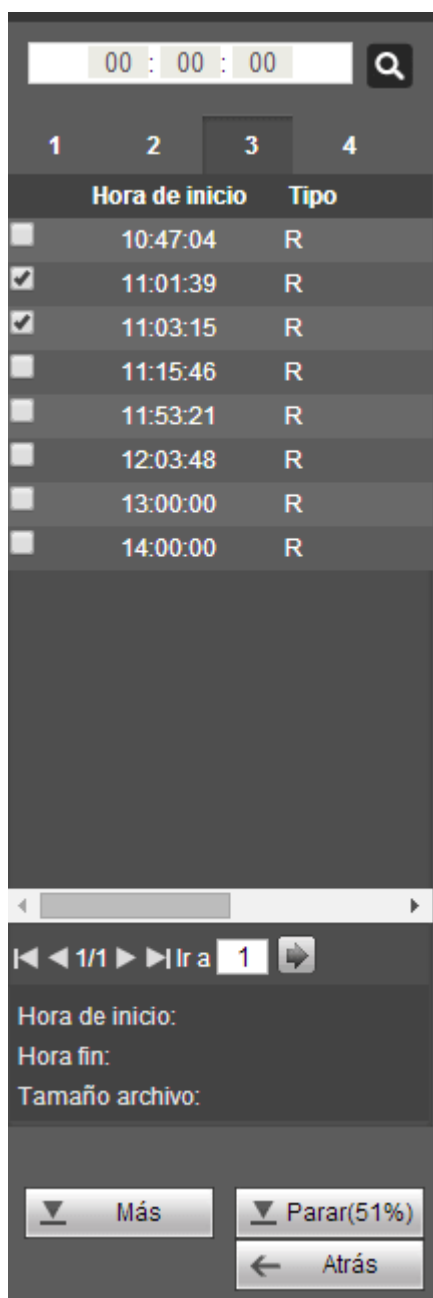 00 : 00 : 00
1 2 3 4
Hora de inicio Tipo
10:47:04 R
11:01:39 R
11:03:15 R
11:15:46 R
11:53:21 R
12:03:48 R
13:00:00 R
14:00:00 R
1/1 Ir a 1
Hora de inicio:
Hora fin:
Tamaño archivo:
Más Parar(51%)
Atrás